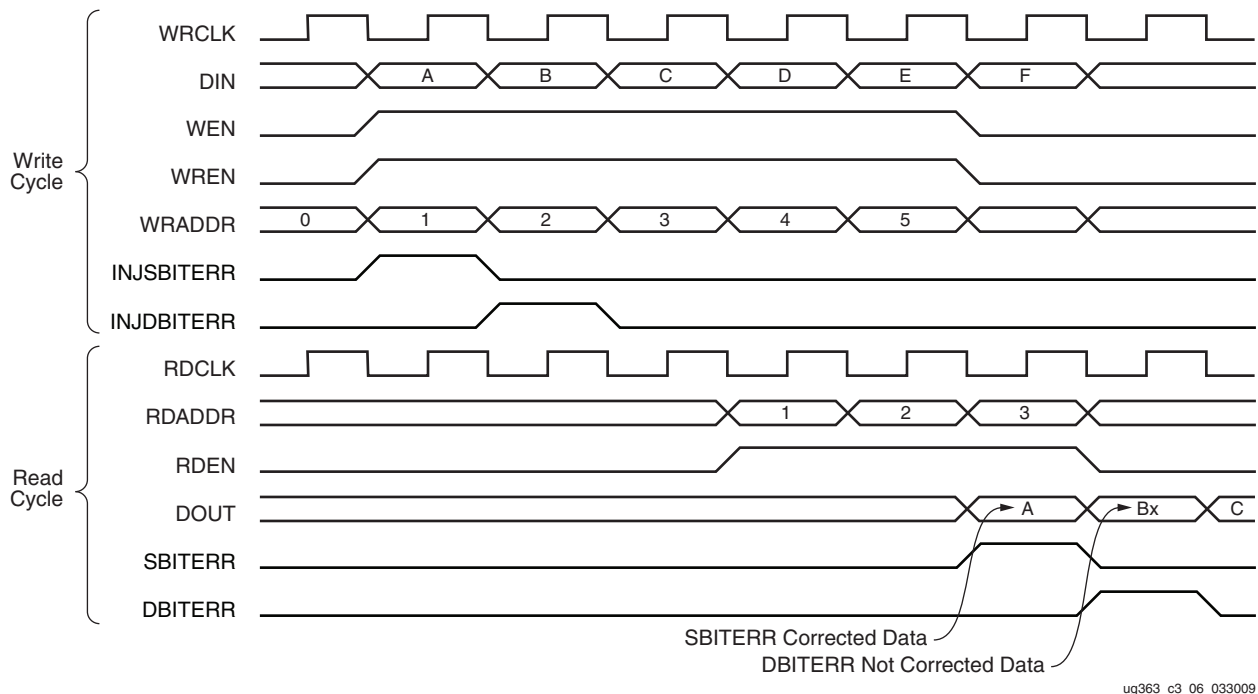 WRCLK
DIN A B C D E F
WEN
Write
Cycle
WREN
WRADDR 0 1 2 3 4 5
INJSBITERR
INJDBITERR
RDCLK
RDADDR 1 2 3
RDEN
Read
Cycle
DOUT A Bx C
SBITERR
DBITERR
SBITERR Corrected Data
DBITERR Not Corrected Data
ug363_c3_06_033009